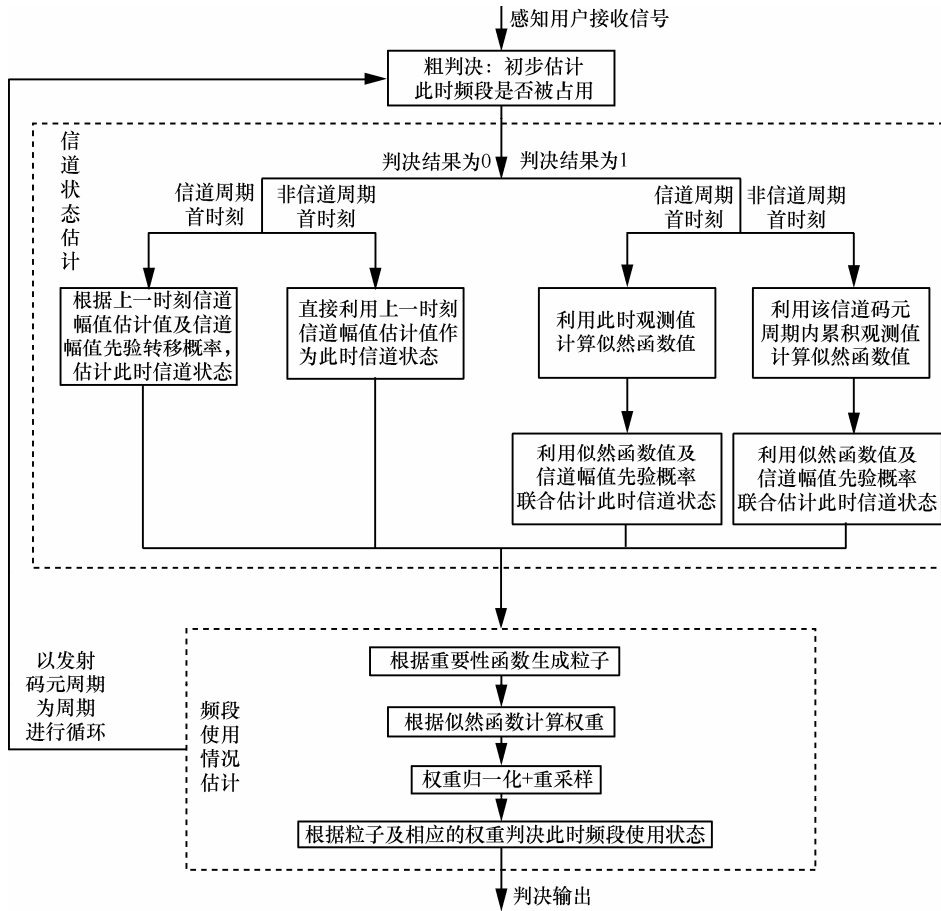 感知用户接收信号
粗判决：初步估计
此时频段是否被占用
信道状态估计
判决结果为0
判决结果为1
信道周期
首时刻
非信道周期
首时刻
信道周期
首时刻
非信道周期
首时刻
根据上一时刻信道
幅值估计值及信道
幅值先验转移概率，
估计此时信道状态
直接利用上一时刻
信道幅值估计值作
为此时信道状态
利用此时观测值
计算似然函数值
利用该信道码元
周期内累积观测值
计算似然函数值
利用似然函数值及
信道幅值先验概率
联合估计此时信道状态
利用似然函数值及
信道幅值先验概率
联合估计此时信道状态
以发射
码元周期
为周期
进行循环
频段
使用
情况
估计
根据重要性函数生成粒子
根据似然函数计算权重
权重归一化+重采样
根据粒子及相应的权重判决此时频段使用状态
判决输出